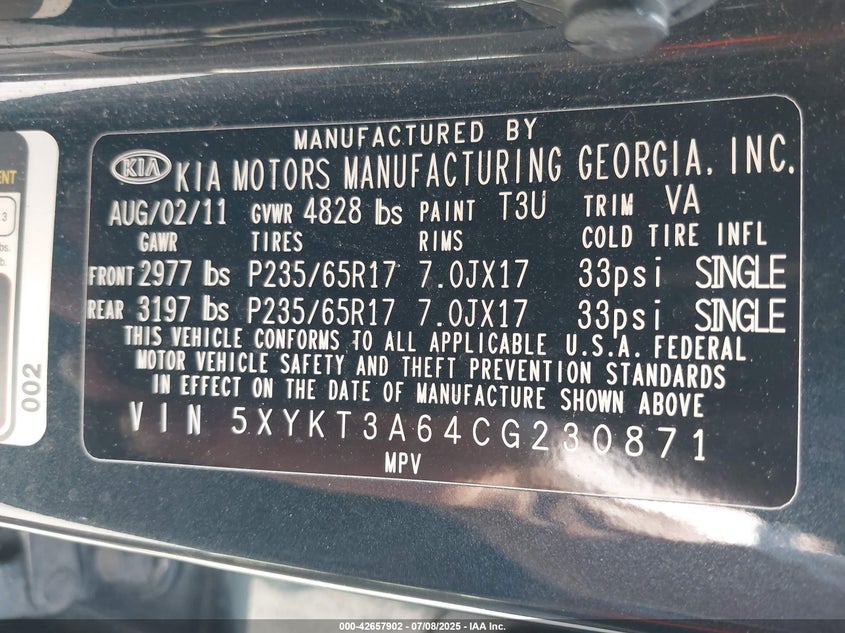 MANUFACTURED BY
KIA KIA MOTORS MANUFACTURING GEORGIA, INC.
AUG/02/11 GVWR 4828 lbs PAINT T3U TRIM VA
GAWR TIRES RIMS COLD TIRE INFL
FRONT 2977 lbs P235/65R17 7.0JX17 33psi SINGLE
REAR 3197 lbs P235/65R17 7.0JX17 33psi SINGLE
THIS VEHICLE CONFORMS TO ALL APPLICABLE U.S.A. FEDERAL
MOTOR VEHICLE SAFETY AND THEFT PREVENTION STANDARDS
IN EFFECT ON THE DATE OF MANUFACTURE SHOWN ABOVE
VIN 5XYKT3A64CG230871
MPV
002
000-42657902 | 07/08/2025 - IAA Inc.